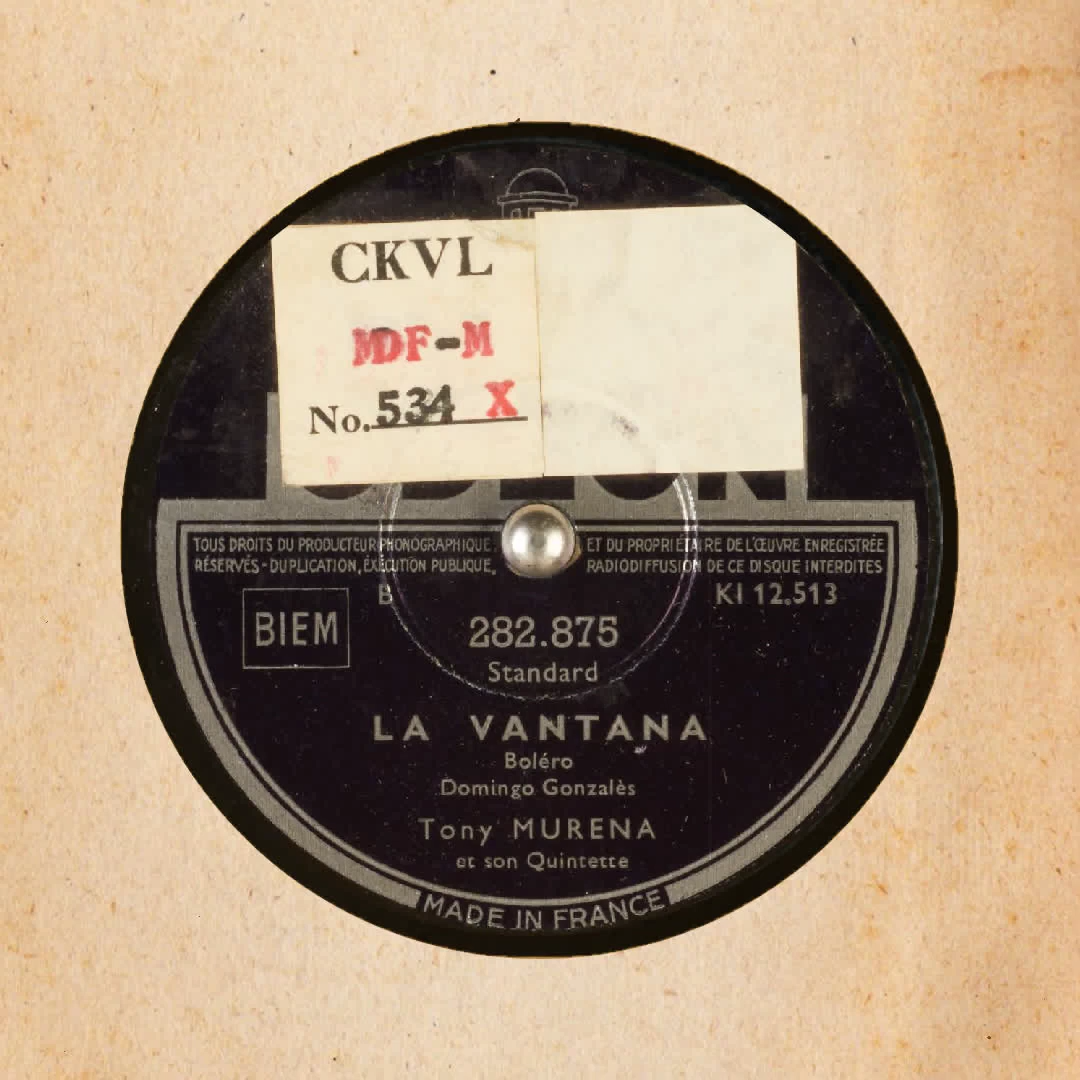 CKVL
MDF-M
No. 534 X
TOUS DROITS DU PRODUCTEUR PHONOGRAPHIQUE ET DU PROPRIÉTAIRE DE L'ŒUVRE ENREGISTRÉE
RÉSERVÉS - DUPLICATION, EXÉCUTION PUBLIQUE, RADIODIFFUSION DE CE DISQUE INTERDITES
B KI 12.513
BIEM
282.875
Standard
LA VANTANA
Boléro
Domingo Gonzalès
Tony MURENA
et son Quintette
MADE IN FRANCE